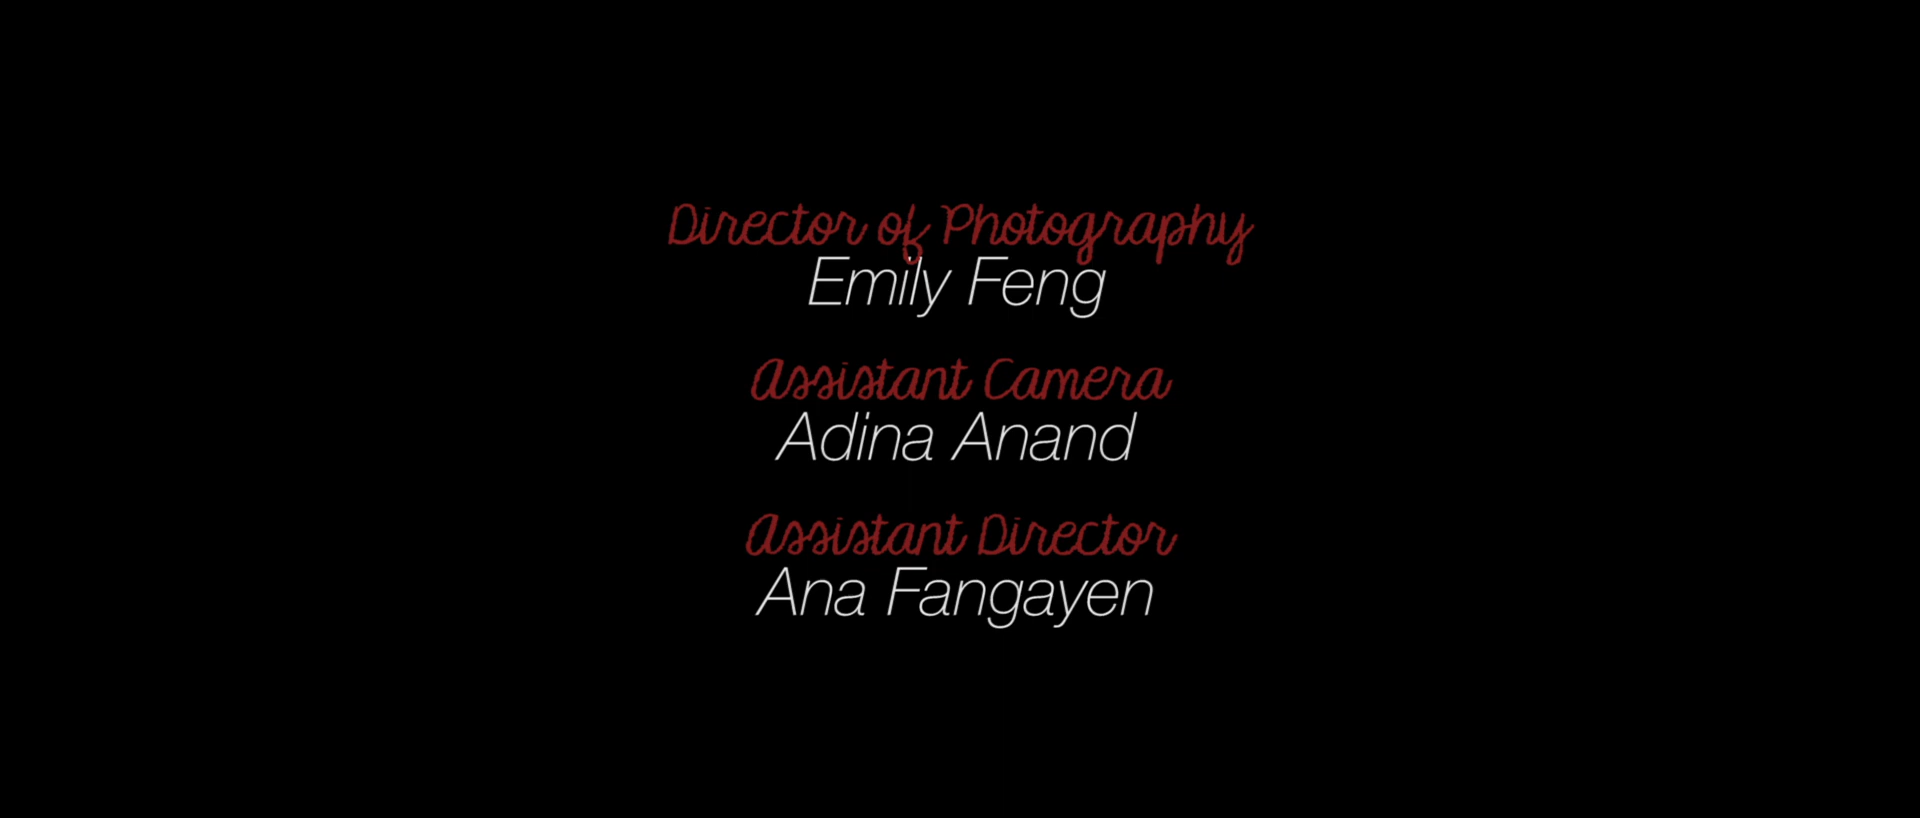 Director of Photography
Emily Feng
Assistant Camera
Adina Anand
Assistant Director
Ana Fangayen